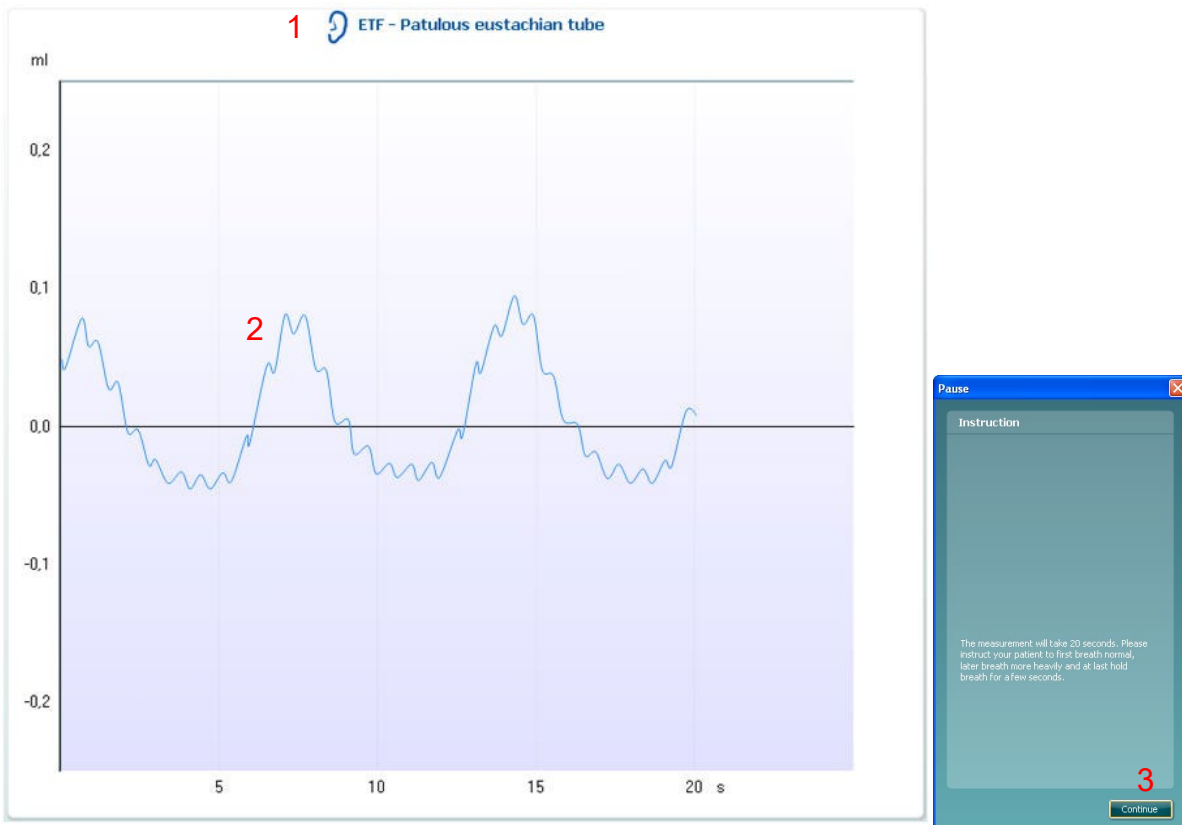 1 ETF - Patulous eustachian tube
ml
0,2
0,1
2
0,0
-0,1
-0,2
5 10 15 20 s
Pause
Instruction
The measurement will take 20 seconds. Please
instruct your patient to first breath normal,
later breath more heavily and at last hold
breath for a few seconds.
3
Continue